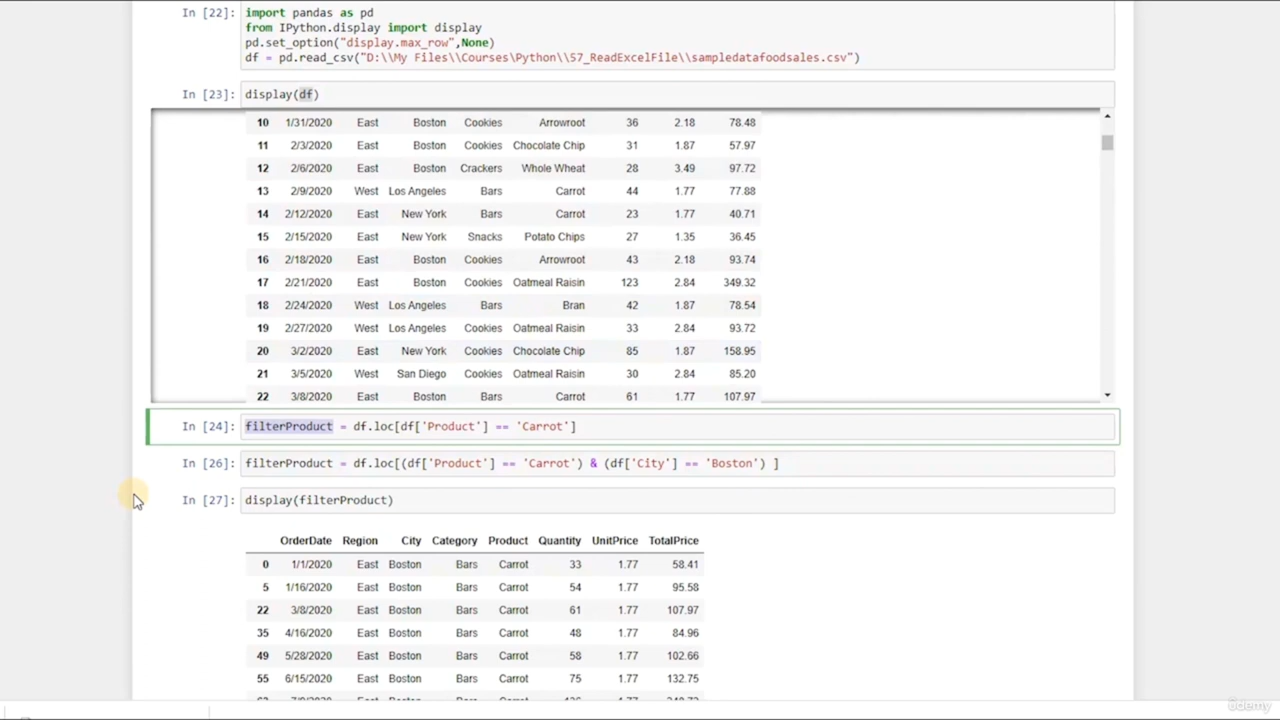 In [22]: import pandas as pd
from IPython.display import display
pd.set_option("display.max_row",None)
df = pd.read_csv("D:\\My Files\\Courses\\Python\\S7_ReadExcelFile\\sampledatafoodsales.csv")
In [23]: display(df)
10 1/31/2020 East Boston Cookies Arrowroot 36 2.18 78.48
11 2/3/2020 East Boston Cookies Chocolate Chip 31 1.87 57.97
12 2/6/2020 East Boston Crackers Whole Wheat 28 3.49 97.72
13 2/9/2020 West Los Angeles Bars Carrot 44 1.77 77.88
14 2/12/2020 East New York Bars Carrot 23 1.77 40.71
15 2/15/2020 East New York Snacks Potato Chips 27 1.35 36.45
16 2/18/2020 East Boston Cookies Arrowroot 43 2.18 93.74
17 2/21/2020 East Boston Cookies Oatmeal Raisin 123 2.84 349.32
18 2/24/2020 West Los Angeles Bars Bran 42 1.87 78.54
19 2/27/2020 West Los Angeles Cookies Oatmeal Raisin 33 2.84 93.72
20 3/2/2020 East New York Cookies Chocolate Chip 85 1.87 158.95
21 3/5/2020 West San Diego Cookies Oatmeal Raisin 30 2.84 85.20
22 3/8/2020 East Boston Bars Carrot 61 1.77 107.97
In [24]: filterProduct = df.loc[df['Product'] == 'Carrot']
In [26]: filterProduct = df.loc[(df['Product'] == 'Carrot') & (df['City'] == 'Boston') ]
In [27]: display(filterProduct)
OrderDate Region City Category Product Quantity UnitPrice TotalPrice
0 1/1/2020 East Boston Bars Carrot 33 1.77 58.41
5 1/16/2020 East Boston Bars Carrot 54 1.77 95.58
22 3/8/2020 East Boston Bars Carrot 61 1.77 107.97
35 4/16/2020 East Boston Bars Carrot 48 1.77 84.96
49 5/28/2020 East Boston Bars Carrot 58 1.77 102.66
55 6/15/2020 East Boston Bars Carrot 75 1.77 132.75
East Boston Bars Carrot 1.77
ûdemy